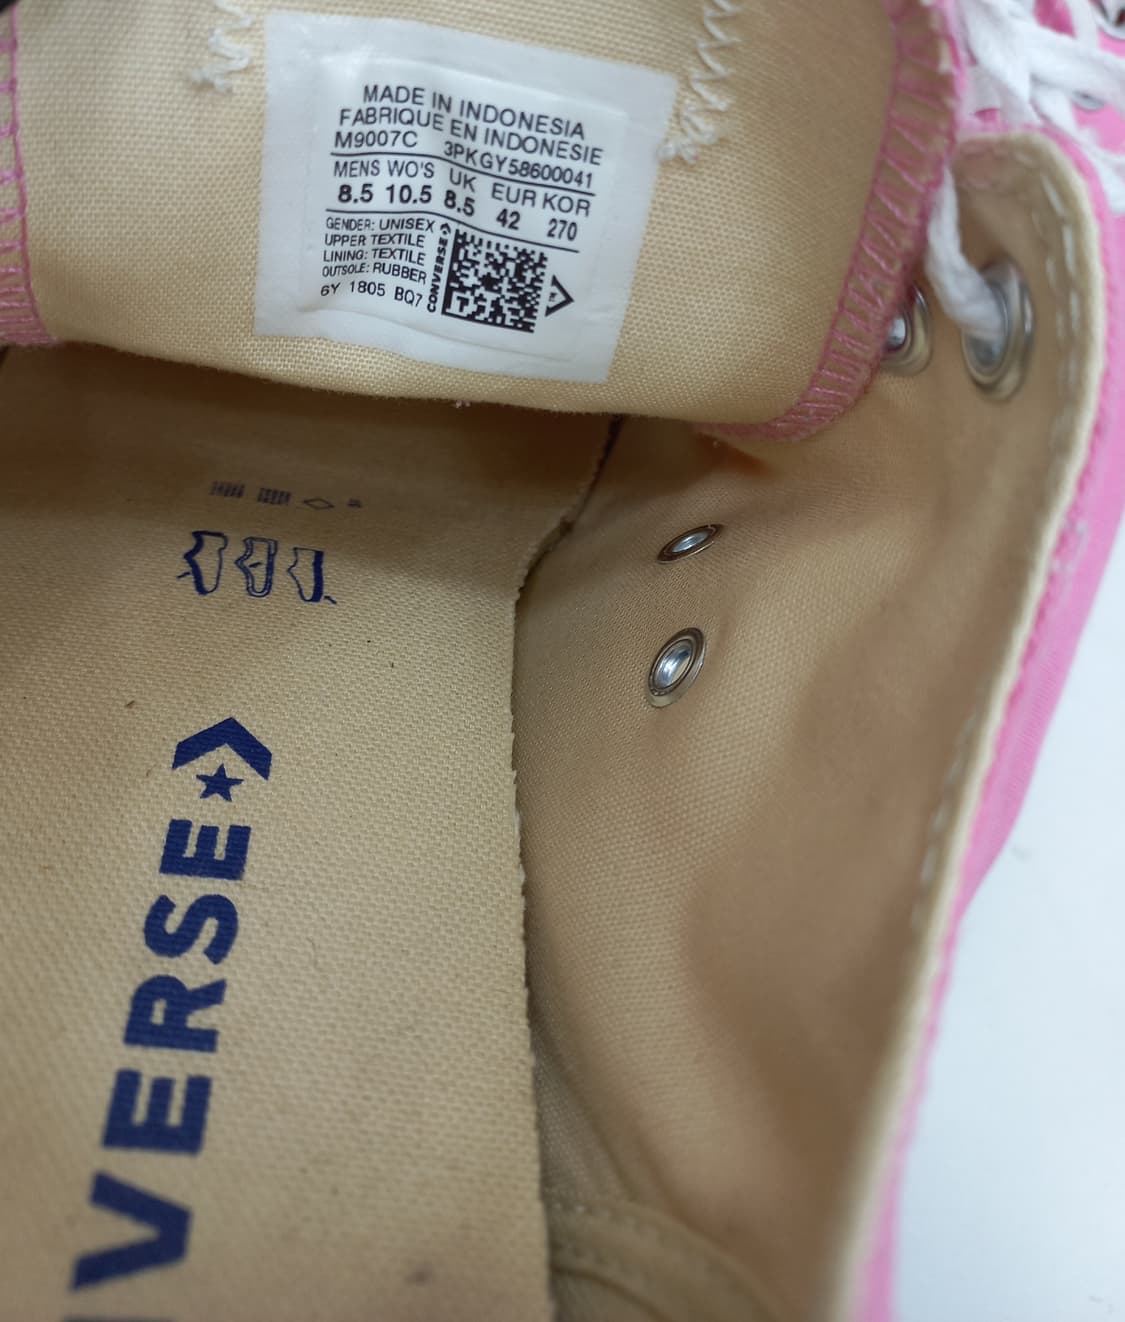 MADE IN INDONESIA
FABRIQUE EN INDONESIE
M9007C 3PKGY58600041
MENS WO'S UK EUR KOR
8.5 10.5 8.5 42 270
GENDER: UNISEX
UPPER TEXTILE
LINING: TEXTILE
OUTSOLE: RUBBER
6Y 1805 BQ7
CONVERSE
VERSE